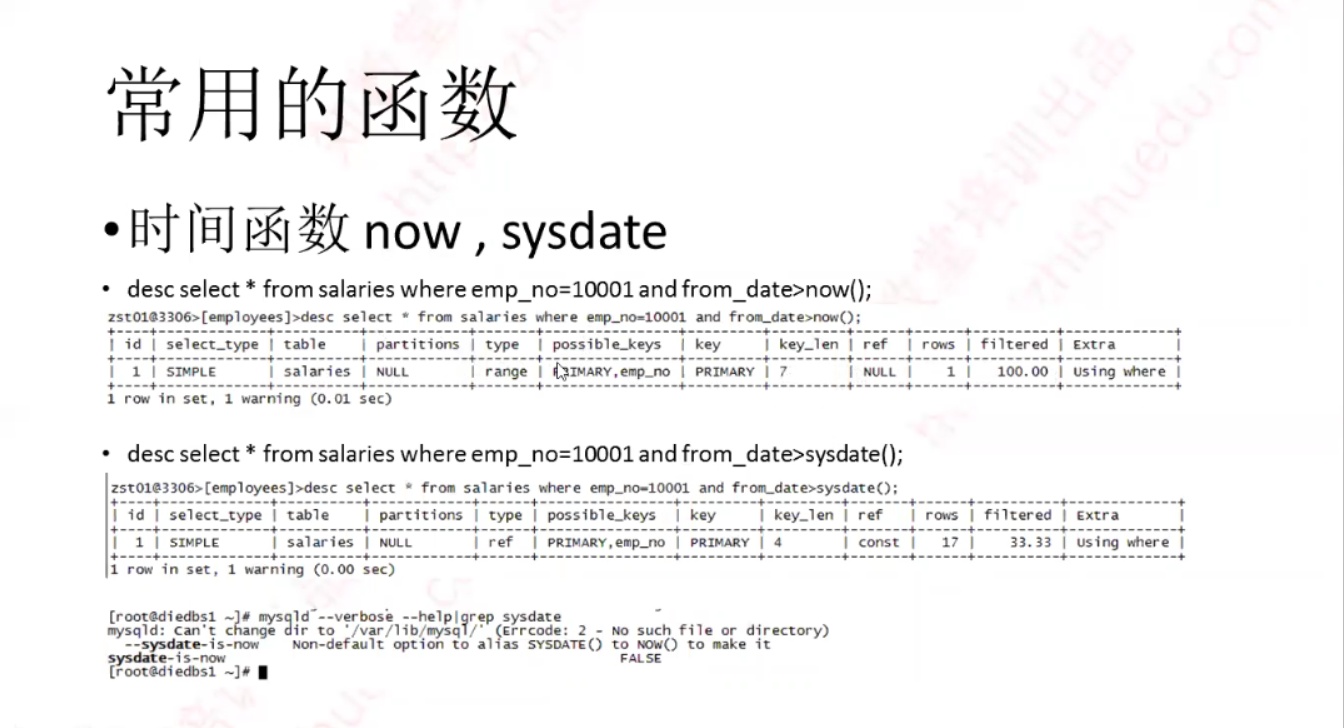 常用的函数
•时间函数 now , sysdate
• desc select * from salaries where emp_no=10001 and from_date>now();
zst01@3306>[employees]>desc select * from salaries where emp_no=10001 and from_date>now();
| id | select_type | table | partitions | type | possible_keys | key | key_len | ref | rows | filtered | Extra |
| 1 | SIMPLE | salaries | NULL | range | PRIMARY,emp_no | PRIMARY | 7 | NULL | 1 | 100.00 | Using where |
1 row in set, 1 warning (0.01 sec)
• desc select * from salaries where emp_no=10001 and from_date>sysdate();
zst01@3306>[employees]>desc select * from salaries where emp_no=10001 and from_date>sysdate();
| id | select_type | table | partitions | type | possible_keys | key | key_len | ref | rows | filtered | Extra |
| 1 | SIMPLE | salaries | NULL | ref | PRIMARY,emp_no | PRIMARY | 4 | const | 17 | 33.33 | Using where |
1 row in set, 1 warning (0.00 sec)
[root@diedbs1 ~]# mysqld --verbose --help|grep sysdate
mysqld: Can't change dir to '/var/lib/mysql/' (Errcode: 2 - No such file or directory)
--sysdate-is-now Non-default option to alias SYSDATE() to NOW() to make it
sysdate-is-now FALSE
[root@diedbs1 ~]#